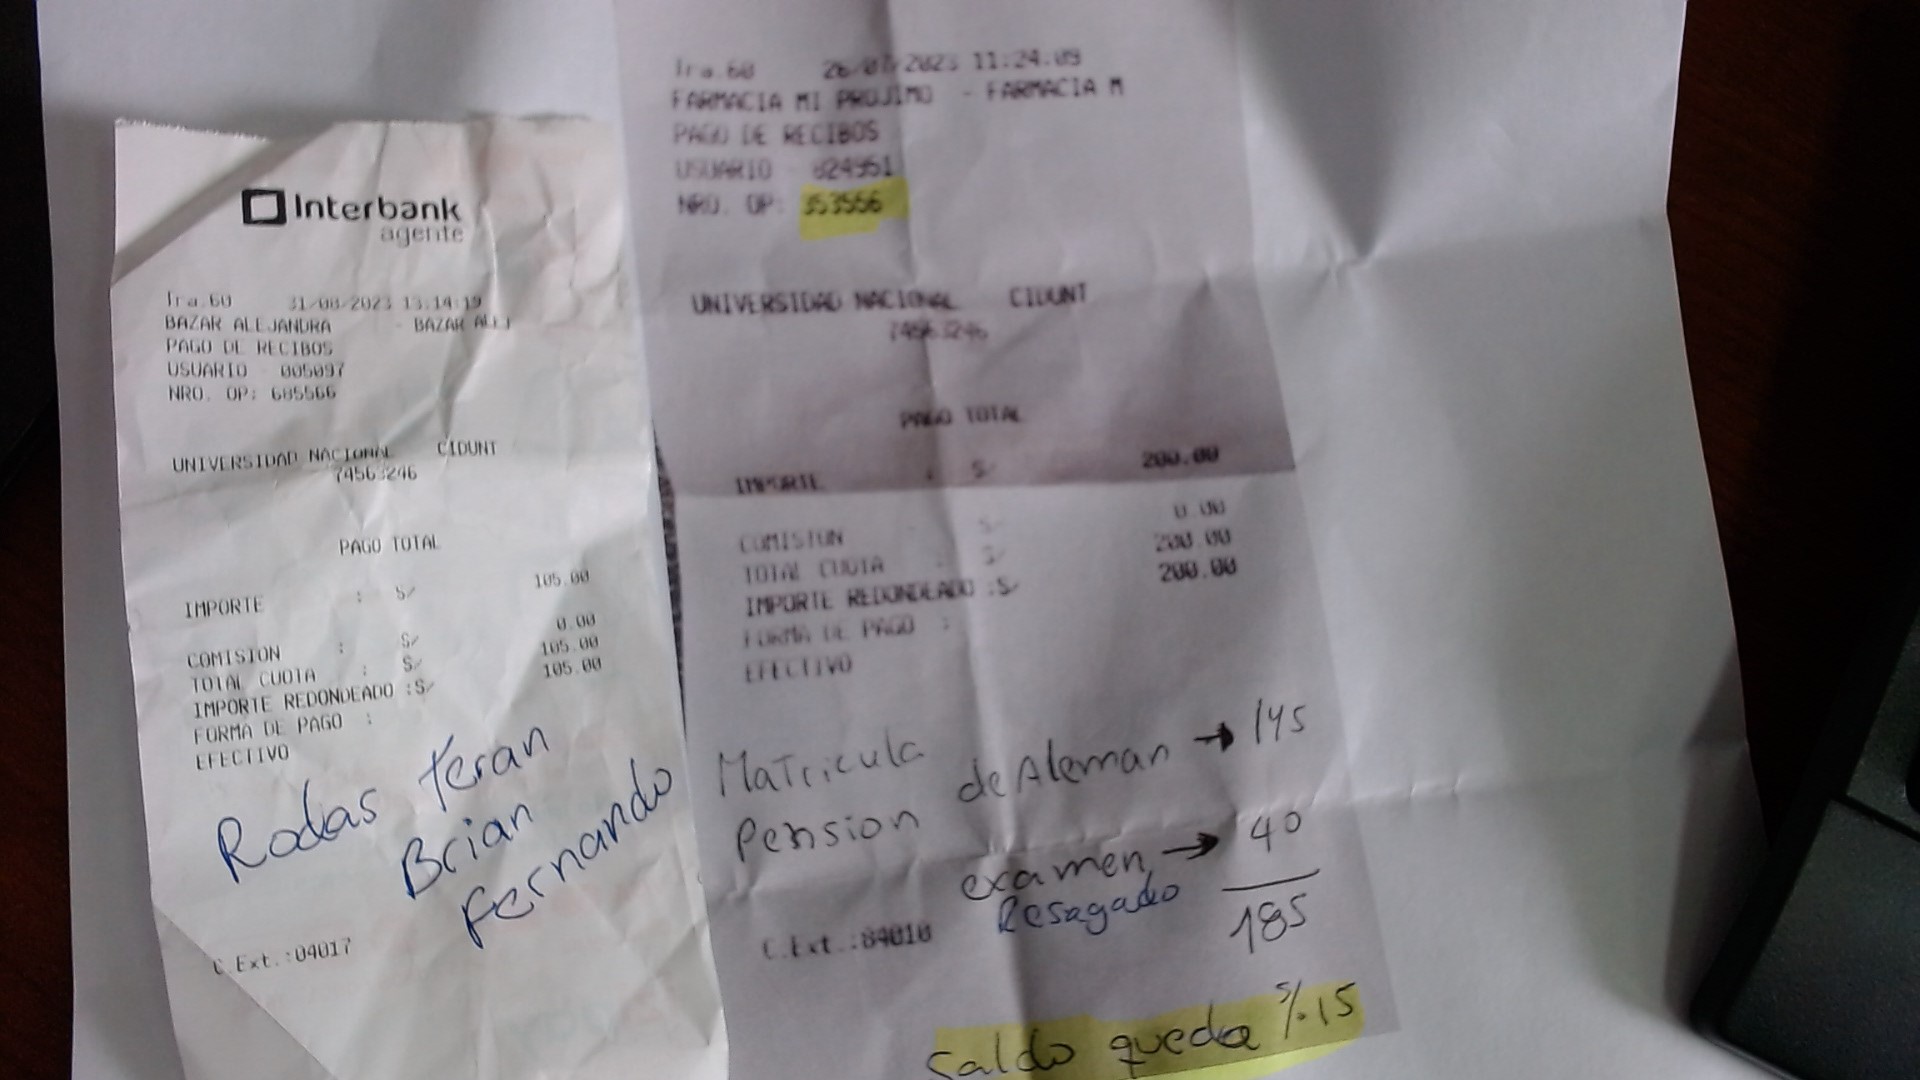 Interbank
agente
Tra.60 31/08/2023 13:14:19
BAZAR ALEJANDRA - BAZAR ALEJ
PAGO DE RECIBOS
USUARIO 005097
NRO. OP: 685566
UNIVERSIDAD NACIONAL CIDUNT
74563246
PAGO TOTAL
IMPORTE : S/ 105.00
COMISION : S/ 0.00
TOTAL CUOTA : S/ 105.00
IMPORTE REDONDEADO :S/ 105.00
FORMA DE PAGO :
EFECTIVO
Rodas teran
Brian
Fernando
C.Ext.:04017
Tra.60 26/07/2023 11:24:09
FARMACIA MI PROJIMO - FARMACIA M
PAGO DE RECIBOS
USUARIO 824951
NRO. OP: 353566
UNIVERSIDAD NACIONAL CIDUNT
74563246
PAGO TOTAL
IMPORTE : S/ 200.00
COMISION : S/ 0.00
TOTAL CUOTA : S/ 200.00
IMPORTE REDONDEADO :S/ 200.00
FORMA DE PAGO :
EFECTIVO
Matricula
Pension de Aleman → 145
examen → 40
Resagado
185
C.Ext.:84010
Saldo queda S/.15